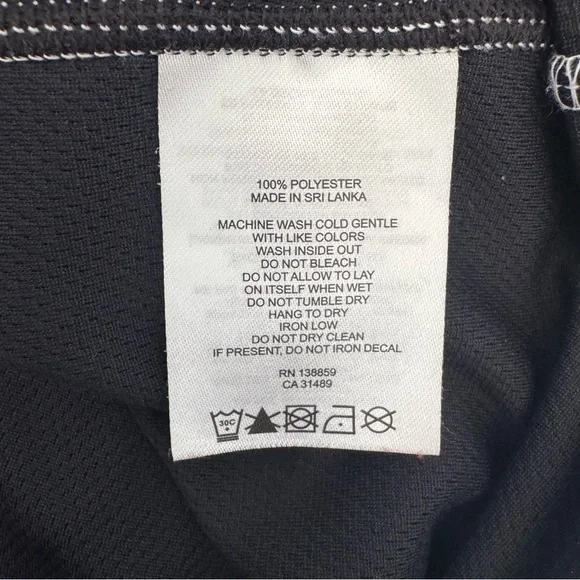 100% POLYESTER
MADE IN SRI LANKA
MACHINE WASH COLD GENTLE
WITH LIKE COLORS
WASH INSIDE OUT
DO NOT BLEACH
DO NOT ALLOW TO LAY
ON ITSELF WHEN WET
DO NOT TUMBLE DRY
HANG TO DRY
IRON LOW
DO NOT DRY CLEAN
IF PRESENT, DO NOT IRON DECAL
RN 138859
CA 31489
30C